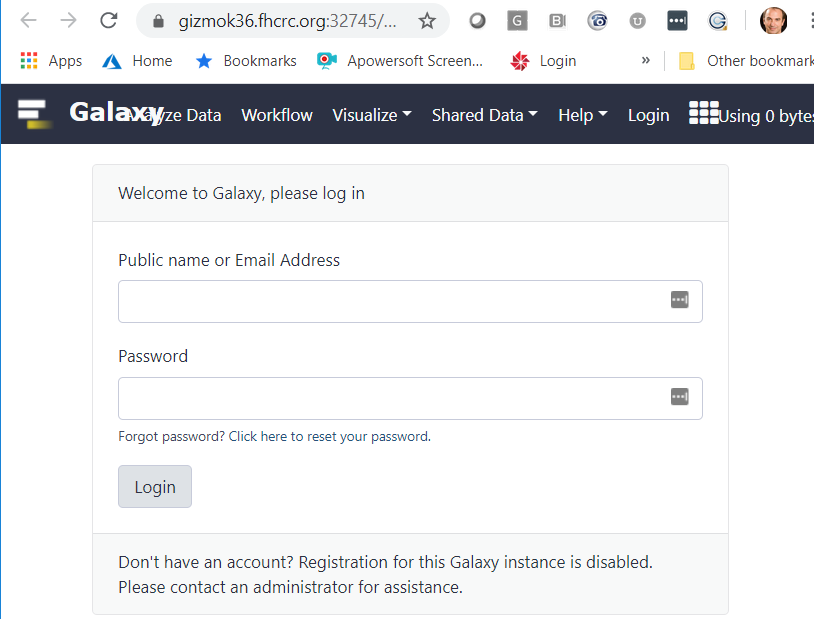 gizmok36.fhcrc.org:32745/...
G
B
U
G
Apps
Home
Bookmarks
Apowersoft Screen...
Login
»
Other bookmark
Galaxy
Analyze Data
Workflow
Visualize
Shared Data
Help
Login
Using 0 bytes
Welcome to Galaxy, please log in
Public name or Email Address
Password
Forgot password? Click here to reset your password.
Login
Don't have an account? Registration for this Galaxy instance is disabled.
Please contact an administrator for assistance.